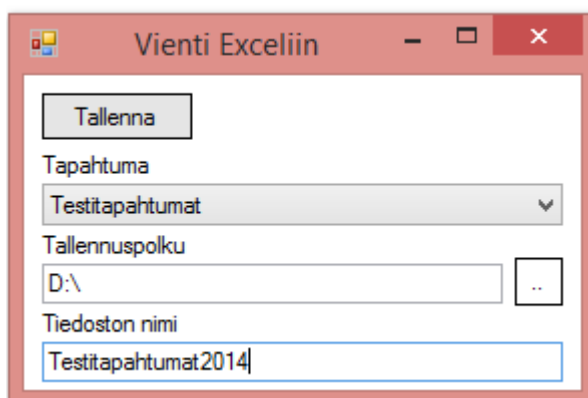 Vienti Exceliin
Tallenna
Tapahtuma
Testitapahtumat
Tallennuspolku
D:\
..
Tiedoston nimi
Testitapahtumat2014